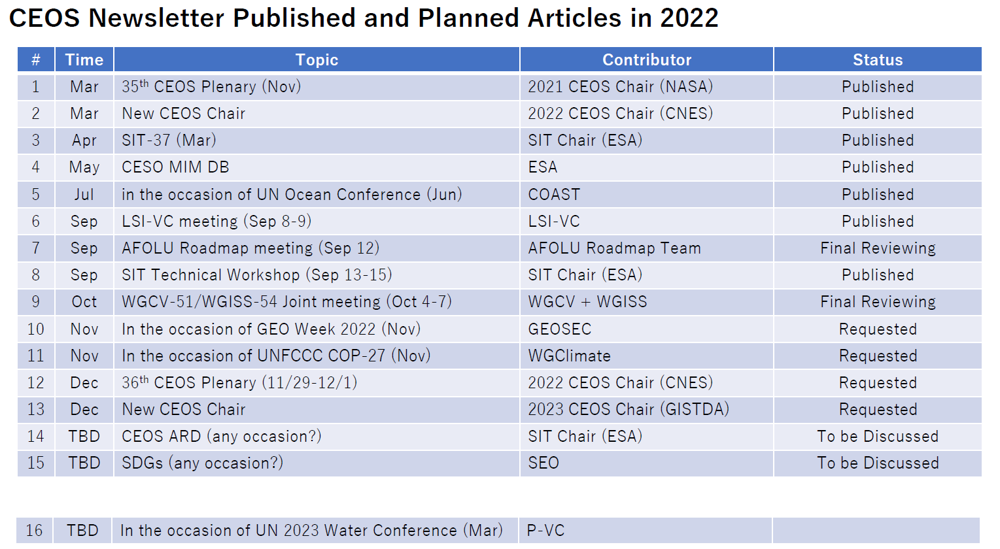 CEOS Newsletter Published and Planned Articles in 2022
# Time Topic Contributor Status
1 Mar 35th CEOS Plenary (Nov) 2021 CEOS Chair (NASA) Published
2 Mar New CEOS Chair 2022 CEOS Chair (CNES) Published
3 Apr SIT-37 (Mar) SIT Chair (ESA) Published
4 May CESO MIM DB ESA Published
5 Jul in the occasion of UN Ocean Conference (Jun) COAST Published
6 Sep LSI-VC meeting (Sep 8-9) LSI-VC Published
7 Sep AFOLU Roadmap meeting (Sep 12) AFOLU Roadmap Team Final Reviewing
8 Sep SIT Technical Workshop (Sep 13-15) SIT Chair (ESA) Published
9 Oct WGCV-51/WGISS-54 Joint meeting (Oct 4-7) WGCV + WGISS Final Reviewing
10 Nov In the occasion of GEO Week 2022 (Nov) GEOSEC Requested
11 Nov In the occasion of UNFCCC COP-27 (Nov) WGClimate Requested
12 Dec 36th CEOS Plenary (11/29-12/1) 2022 CEOS Chair (CNES) Requested
13 Dec New CEOS Chair 2023 CEOS Chair (GISTDA) Requested
14 TBD CEOS ARD (any occasion?) SIT Chair (ESA) To be Discussed
15 TBD SDGs (any occasion?) SEO To be Discussed
16 TBD In the occasion of UN 2023 Water Conference (Mar) P-VC